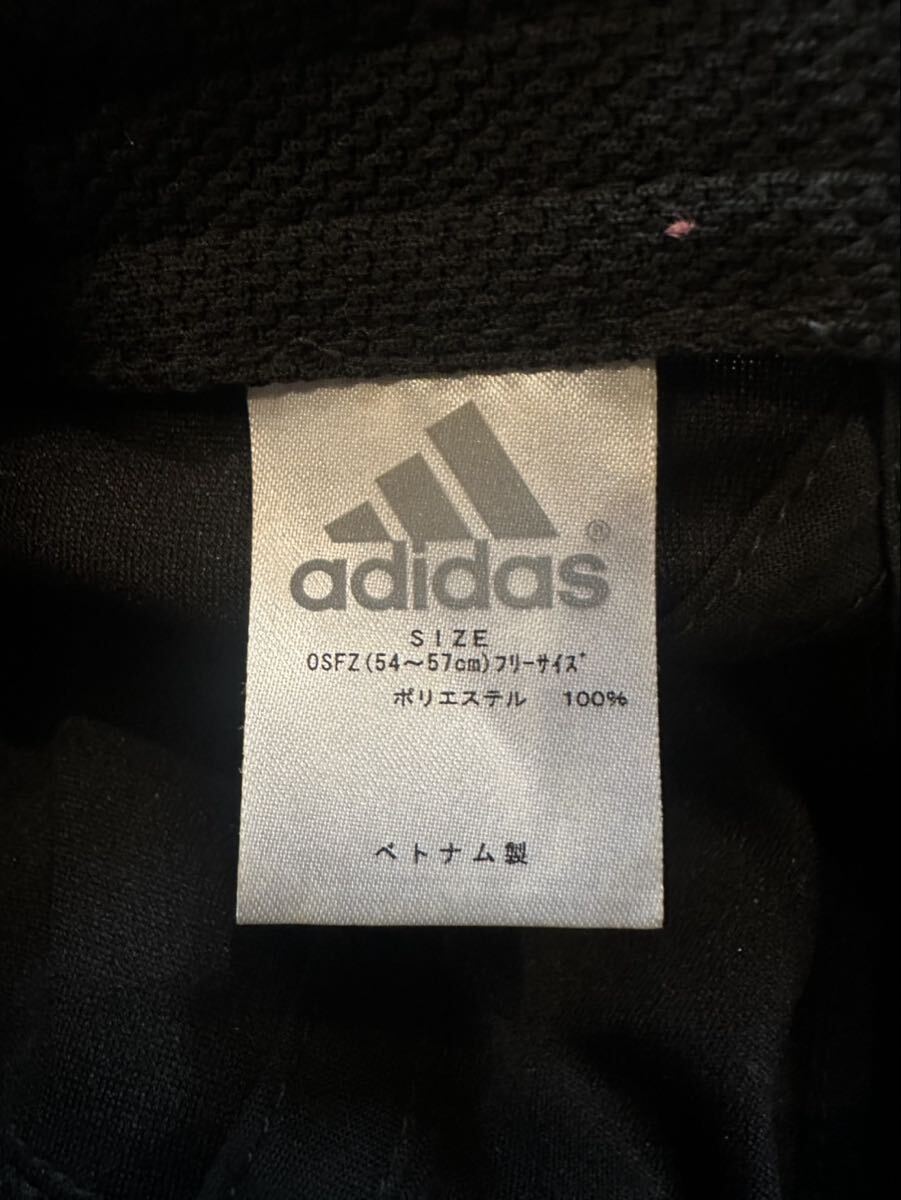 adidas®
SIZE
OSFZ(54～57cm)ﾌﾘｰｻｲｽﾞ
ポリエステル 100%
ベトナム製